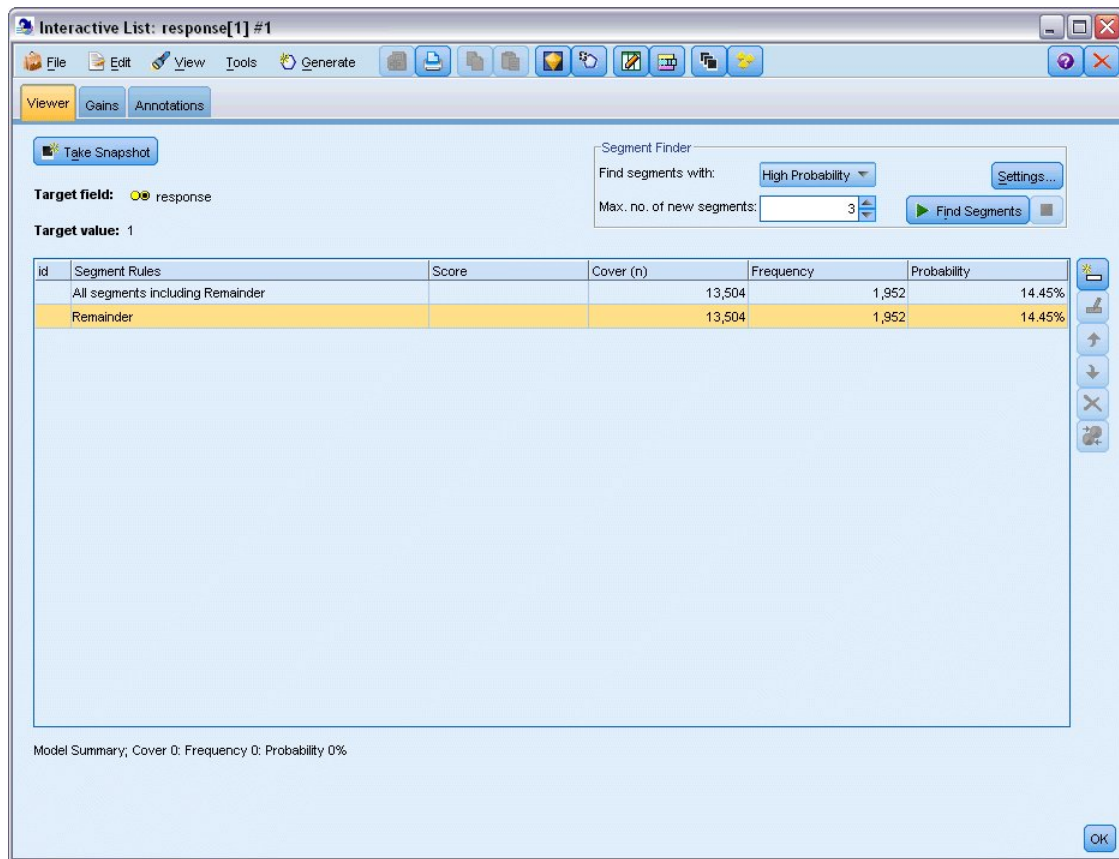 Interactive List: response[1] #1
File Edit View Tools Generate
Viewer Gains Annotations
Take Snapshot
Segment Finder
Find segments with: High Probability Settings...
Target field: response
Max. no. of new segments: 3 Find Segments
Target value: 1
id Segment Rules Score Cover (n) Frequency Probability
All segments including Remainder 13,504 1,952 14.45%
Remainder 13,504 1,952 14.45%
Model Summary; Cover 0: Frequency 0: Probability 0%
OK